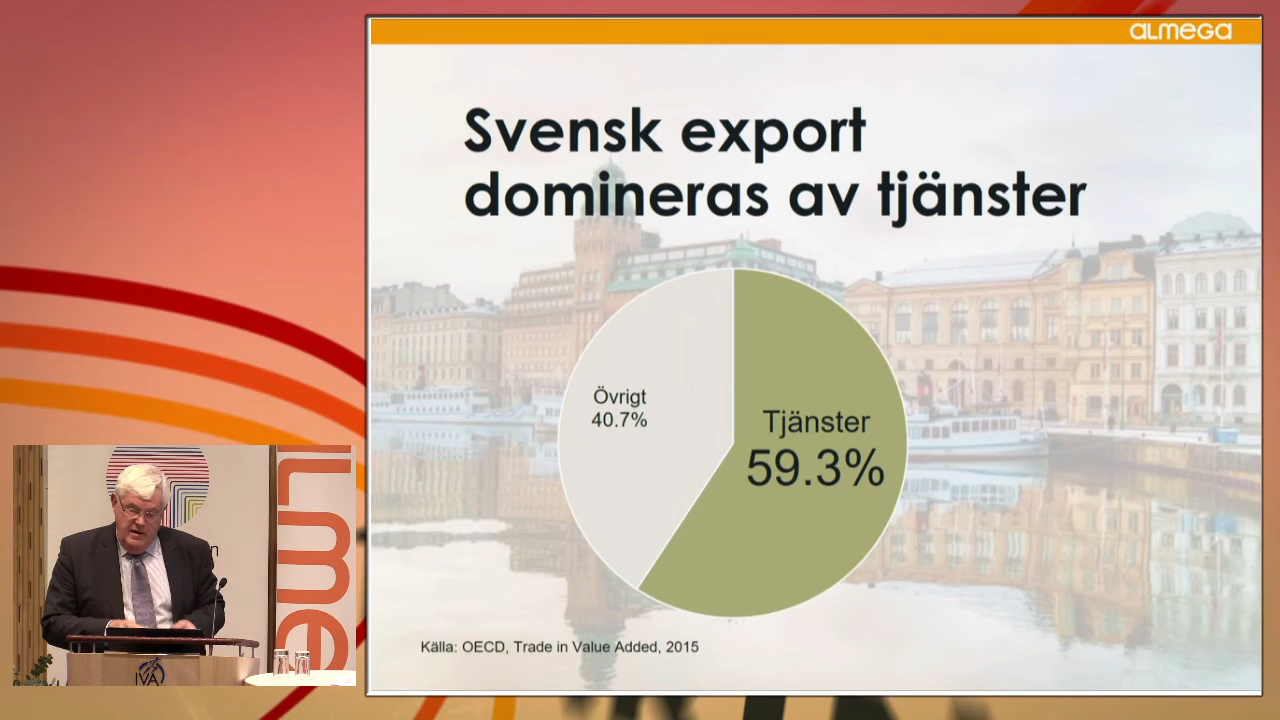 almega
Svensk export
domineras av tjänster
Övrigt
40.7%
Tjänster
59.3%
Källa: OECD, Trade in Value Added, 2015
lme
n
IVA